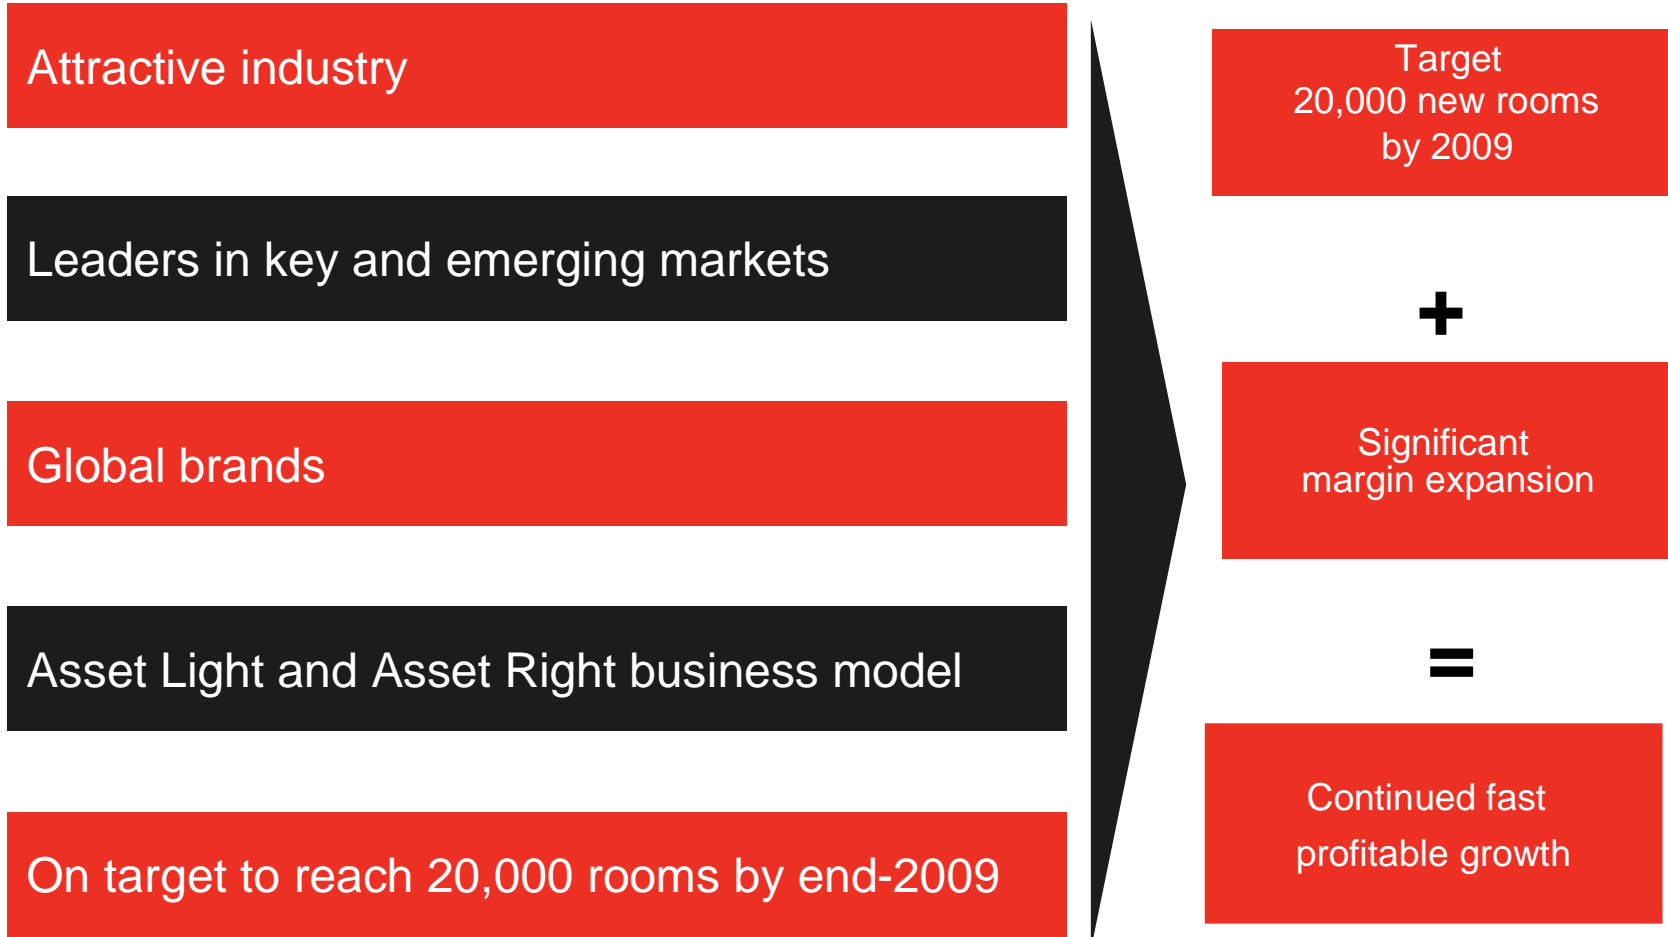 Attractive industry
Leaders in key and emerging markets
Global brands
Asset Light and Asset Right business model
On target to reach 20,000 rooms by end-2009
Target
20,000 new rooms
by 2009
+
Significant
margin expansion
=
Continued fast
profitable growth